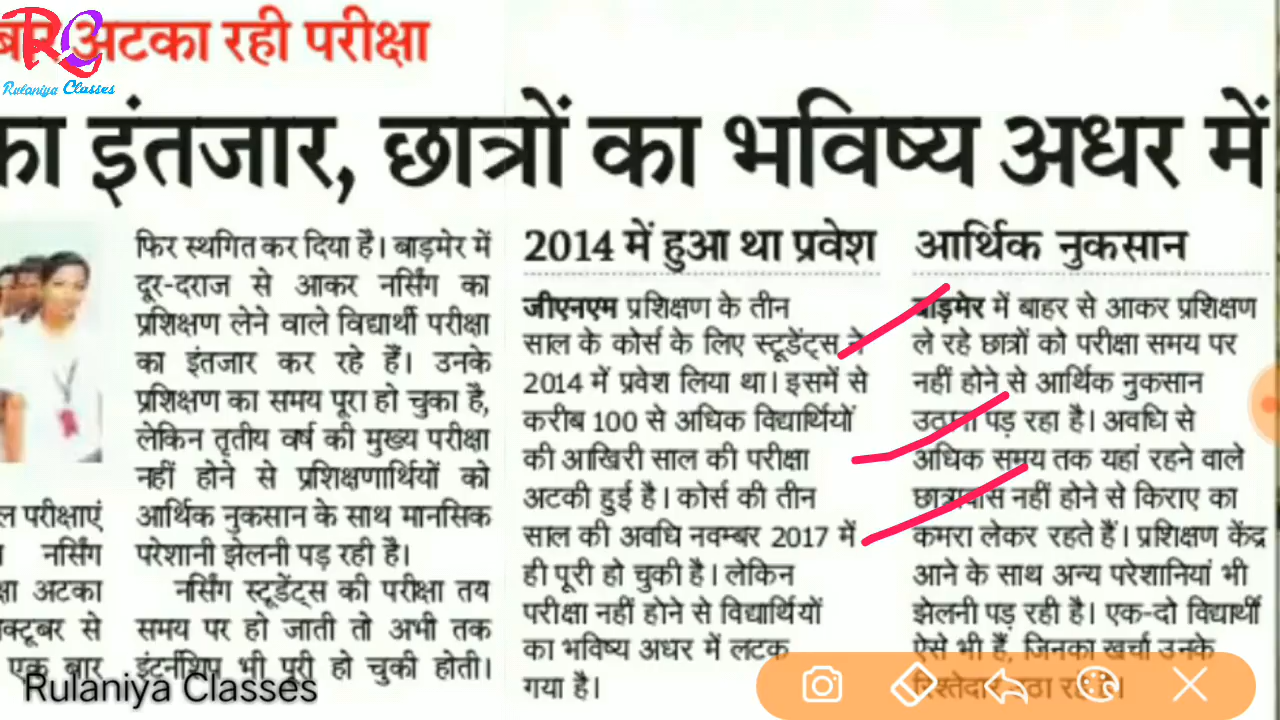 बार अटका रही परीक्षा
RC
Rulaniya Classes
का इंतजार, छात्रों का भविष्य अधर में
फिर स्थगित कर दिया है। बाड़मेर में
दूर-दराज से आकर नर्सिंग का
प्रशिक्षण लेने वाले विद्यार्थी परीक्षा
का इंतजार कर रहे हैं। उनके
प्रशिक्षण का समय पूरा हो चुका है,
लेकिन तृतीय वर्ष की मुख्य परीक्षा
नहीं होने से प्रशिक्षणार्थियों को
आर्थिक नुकसान के साथ मानसिक
परेशानी झेलनी पड़ रही है।
नर्सिंग स्टूडेंट्स की परीक्षा तय
समय पर हो जाती तो अभी तक
इंटर्नशिप भी पूरी हो चुकी होती।
परीक्षाएं
नर्सिंग
अटका
से
एक बार
2014 में हुआ था प्रवेश
जीएनएम प्रशिक्षण के तीन
साल के कोर्स के लिए स्टूडेंट्स ने
2014 में प्रवेश लिया था। इसमें से
करीब 100 से अधिक विद्यार्थियों
की आखिरी साल की परीक्षा
अटकी हुई है। कोर्स की तीन
साल की अवधि नवम्बर 2017 में
ही पूरी हो चुकी है। लेकिन
परीक्षा नहीं होने से विद्यार्थियों
का भविष्य अधर में लटक
गया है।
आर्थिक नुकसान
बाड़मेर में बाहर से आकर प्रशिक्षण
ले रहे छात्रों को परीक्षा समय पर
नहीं होने से आर्थिक नुकसान
उठाना पड़ रहा है। अवधि से
अधिक समय तक यहां रहने वाले
छात्रावास नहीं होने से किराए का
कमरा लेकर रहते हैं। प्रशिक्षण केंद्र
आने के साथ अन्य परेशानियां भी
झेलनी पड़ रही है। एक-दो विद्यार्थी
ऐसे भी हैं, जिनका खर्चा उनके
रिश्तेदार उठा रहे हैं।
Rulaniya Classes